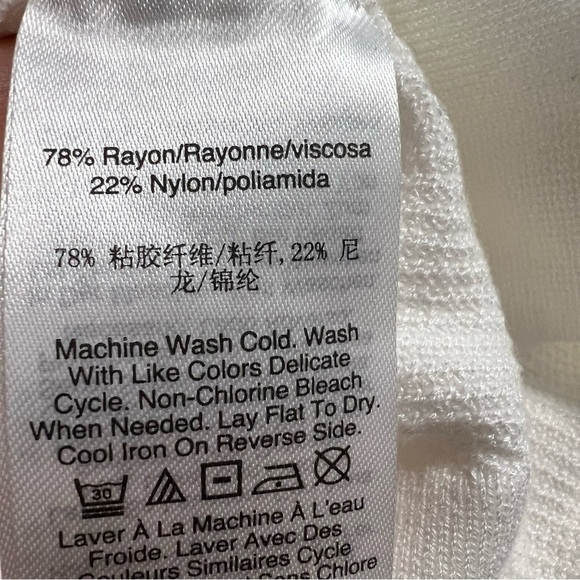 78% Rayon/Rayonne/viscosa
22% Nylon/poliamida
78% 粘胶纤维/粘纤,22% 尼
龙/锦纶
Machine Wash Cold. Wash
With Like Colors Delicate
Cycle. Non-Chlorine Bleach
When Needed. Lay Flat To Dry.
Cool Iron On Reverse Side.
30
Laver À La Machine À L'eau
Froide. Laver Avec Des
Couleurs Similaires Cycle
Sans Chlore